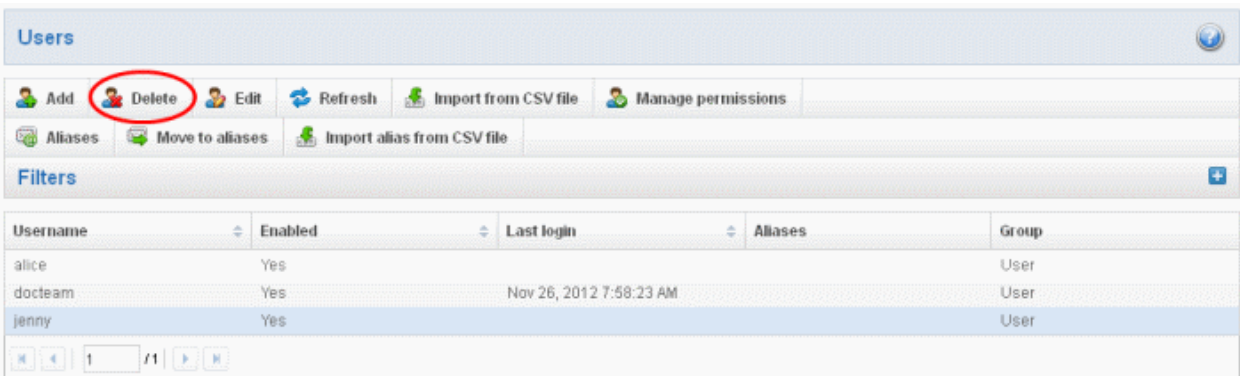 Users
Add Delete Edit Refresh Import from CSV file Manage permissions
Aliases Move to aliases Import alias from CSV file
Filters
Username Enabled Last login Aliases Group
alice Yes User
docteam Yes Nov 26, 2012 7:58:23 AM User
jenny Yes User
1 /1